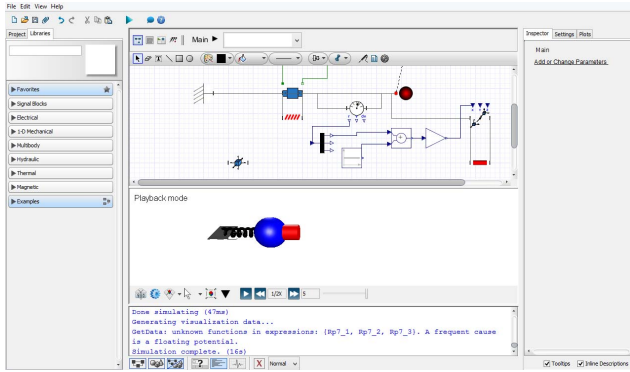 File Edit View Help
Project Libraries
Main
Inspector Settings Plots
Main
Add or Change Parameters
Favorites
Signal Blocks
Electrical
1-D Mechanical
Multibody
Hydraulic
Thermal
Magnetic
Examples
Playback mode
1/2X 5
Done simulating (47ms)
Generating visualization data...
GetData: unknown functions in expressions: {Rp7_1, Rp7_2, Rp7_3}. A frequent cause
is a floating potential.
Simulation complete. (16s)
Normal
Tooltips Inline Descriptions